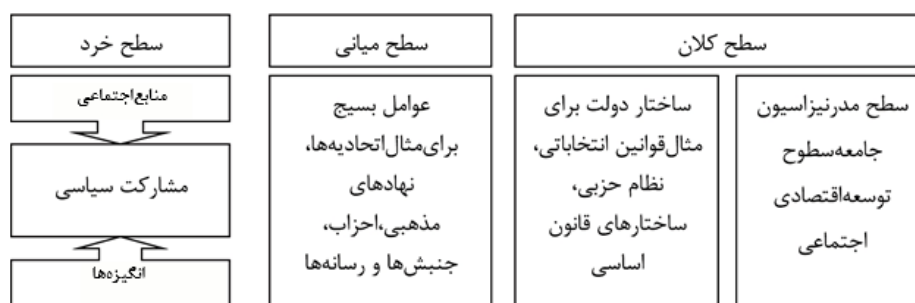 سطح کلان
سطح میانی
سطح خرد
سطح مدرنیزاسیون
جامعه‌سطوح
توسعه‌اقتصادی
اجتماعی
ساختار دولت برای
مثال‌قوانین انتخاباتی،
نظام حزبی،
ساختارهای قانون
اساسی
عوامل بسیج
برای‌مثال‌اتحادیه‌ها،
نهادهای
مذهبی،احزاب،
جنبش‌ها و رسانه‌ها
منابع‌اجتماعی
مشارکت سیاسی
انگیزه‌ها